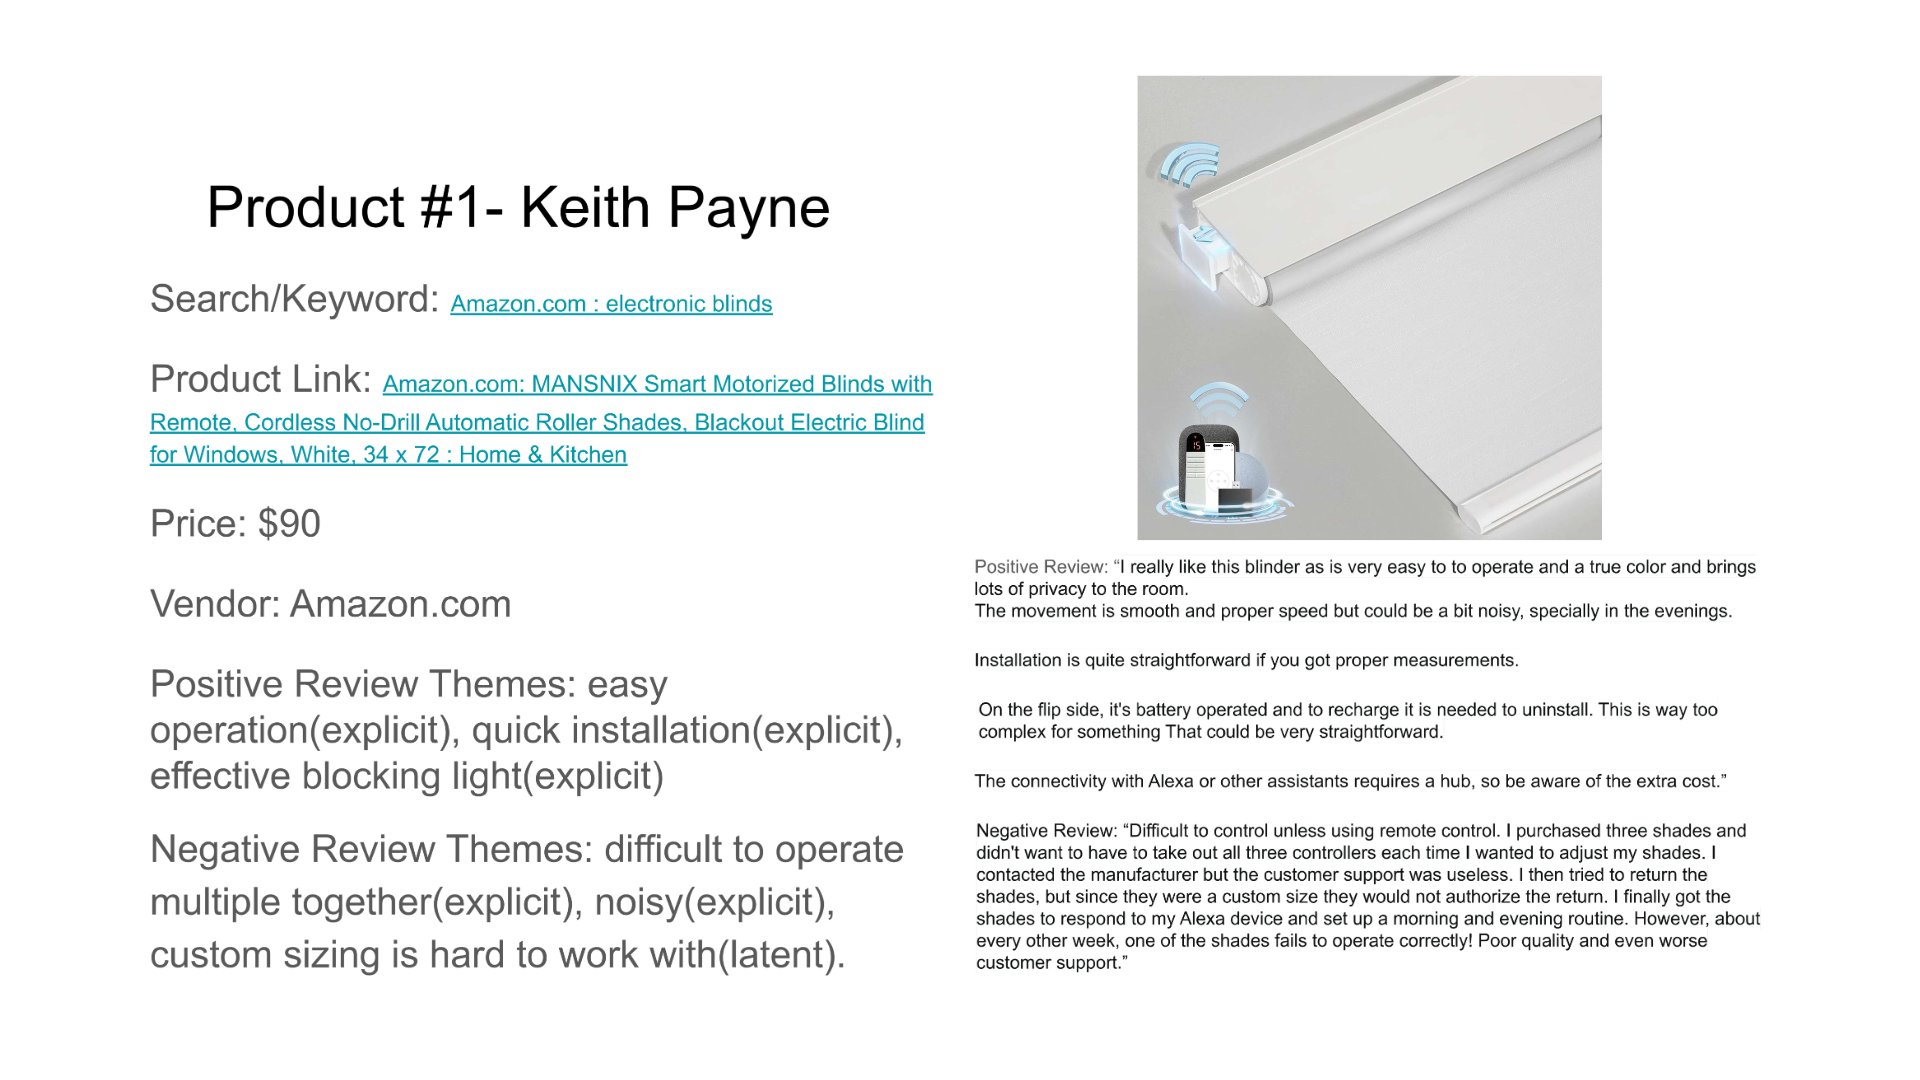 Product #1- Keith Payne
Search/Keyword: Amazon.com : electronic blinds
Product Link: Amazon.com: MANSNIX Smart Motorized Blinds with
Remote, Cordless No-Drill Automatic Roller Shades, Blackout Electric Blind
for Windows, White, 34 x 72 : Home & Kitchen
Price: $90
Vendor: Amazon.com
Positive Review Themes: easy
operation(explicit), quick installation(explicit),
effective blocking light(explicit)
Negative Review Themes: difficult to operate
multiple together(explicit), noisy(explicit),
custom sizing is hard to work with(latent).
15
Positive Review: “I really like this blinder as is very easy to to operate and a true color and brings
lots of privacy to the room.
The movement is smooth and proper speed but could be a bit noisy, specially in the evenings.
Installation is quite straightforward if you got proper measurements.
On the flip side, it's battery operated and to recharge it is needed to uninstall. This is way too
complex for something That could be very straightforward.
The connectivity with Alexa or other assistants requires a hub, so be aware of the extra cost.”
Negative Review: “Difficult to control unless using remote control. I purchased three shades and
didn't want to have to take out all three controllers each time I wanted to adjust my shades. I
contacted the manufacturer but the customer support was useless. I then tried to return the
shades, but since they were a custom size they would not authorize the return. I finally got the
shades to respond to my Alexa device and set up a morning and evening routine. However, about
every other week, one of the shades fails to operate correctly! Poor quality and even worse
customer support.”